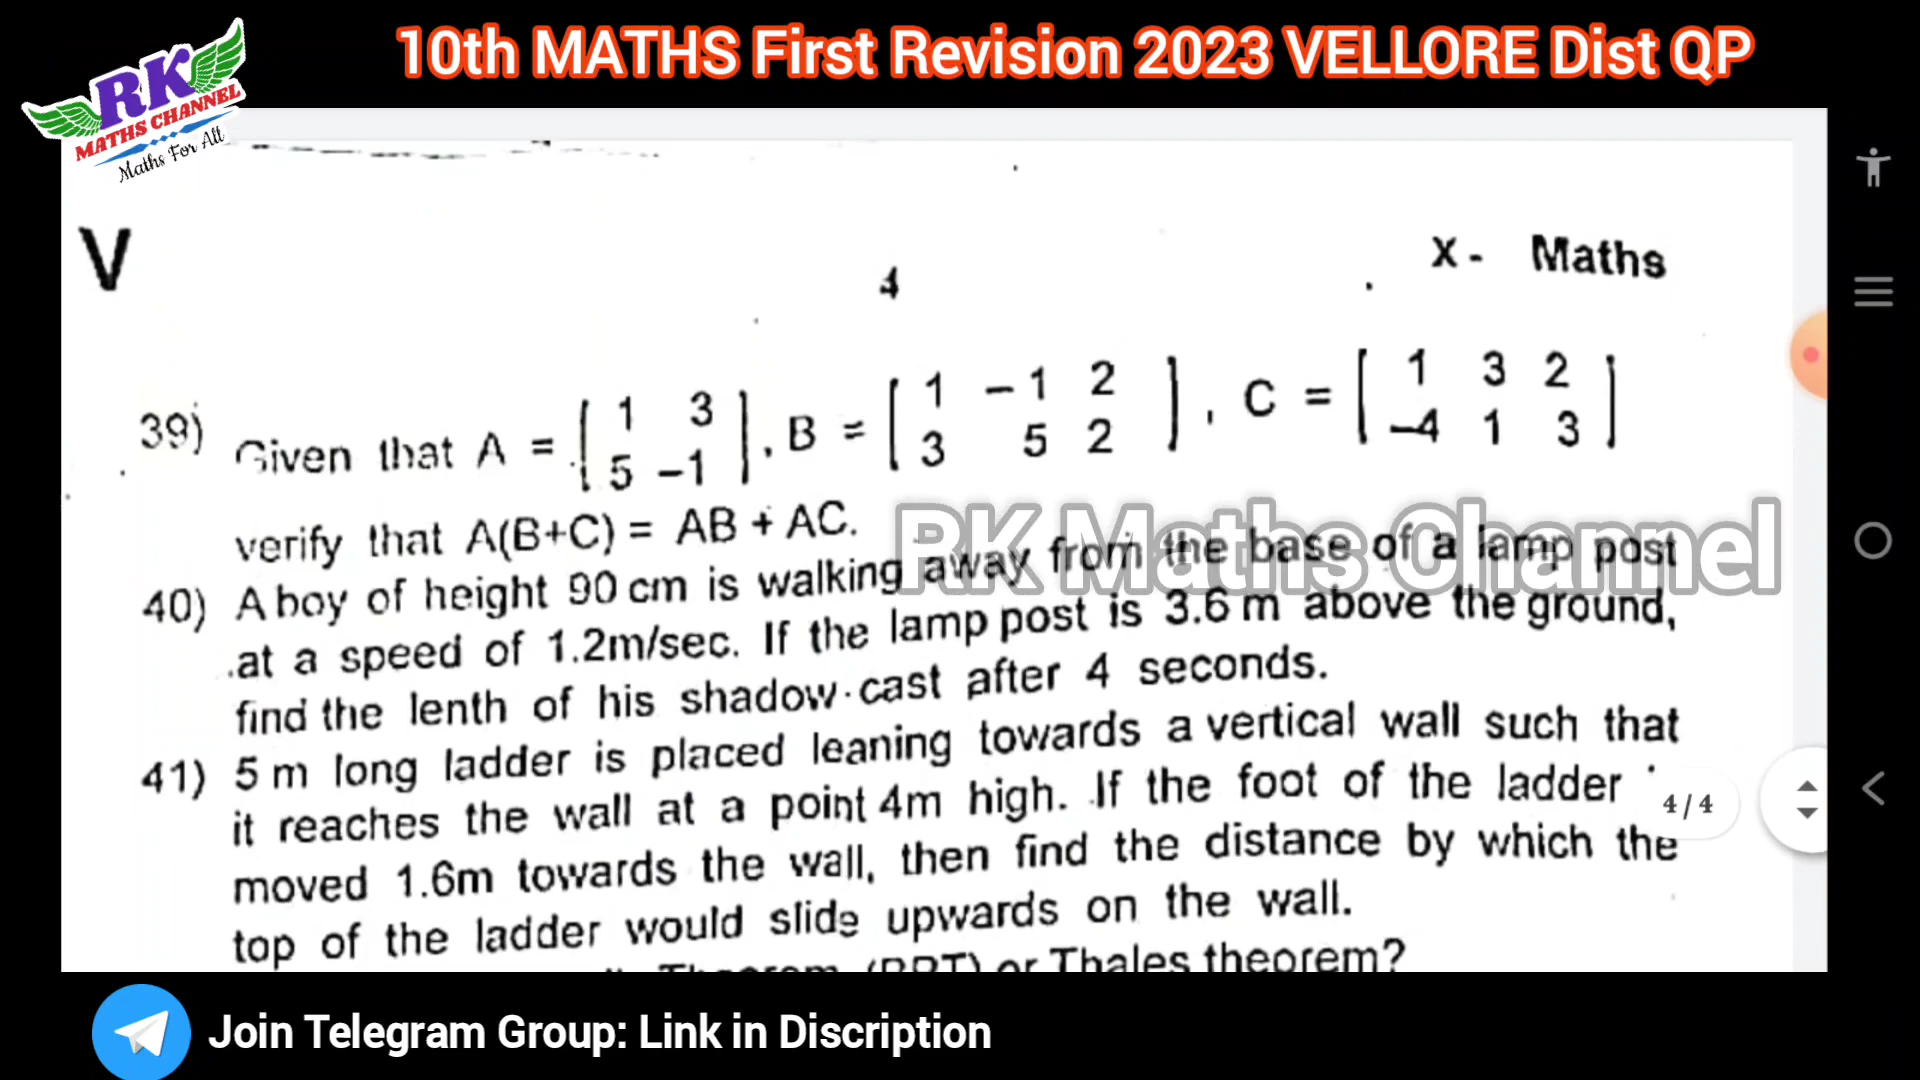 10th MATHS First Revision 2023 VELLORE Dist QP
RK
MATHS CHANNEL
Maths For All
V
4
X - Maths
39) Given that A = [ 1 3 5 -1 ], B = [ 1 -1 2 3 5 2 ], C = [ 1 3 2 -4 1 3 ]
verify that A(B+C) = AB + AC.
RK Maths Channel
40) A boy of height 90 cm is walking away from the base of a lamp post
at a speed of 1.2m/sec. If the lamp post is 3.6 m above the ground,
find the lenth of his shadow cast after 4 seconds.
41) 5 m long ladder is placed leaning towards a vertical wall such that
it reaches the wall at a point 4m high. If the foot of the ladder
4/4
moved 1.6m towards the wall, then find the distance by which the
top of the ladder would slide upwards on the wall.
Theorem (BPT) or Thales theorem?
Join Telegram Group: Link in Discription